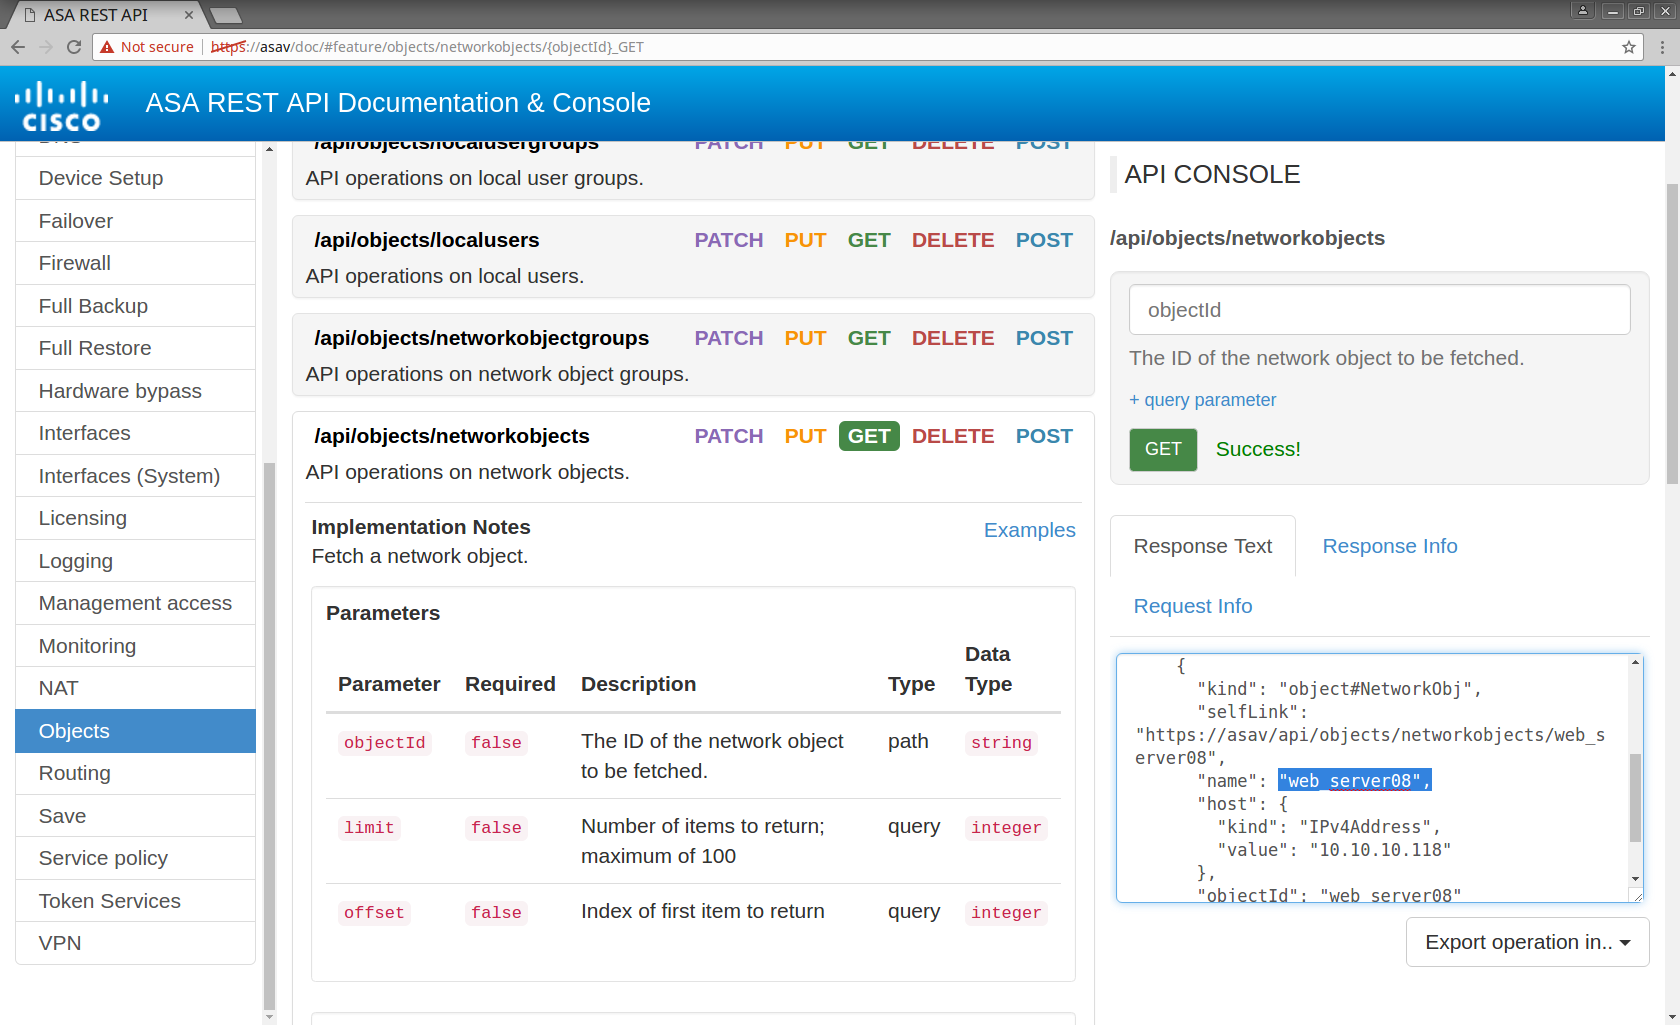 ASA REST API
Not secure https://asav/doc/#feature/objects/networkobjects/{objectId}_GET
CISCO
ASA REST API Documentation & Console
Device Setup
Failover
Firewall
Full Backup
Full Restore
Hardware bypass
Interfaces
Interfaces (System)
Licensing
Logging
Management access
Monitoring
NAT
Objects
Routing
Save
Service policy
Token Services
VPN
/api/objects/localusergroups PATCH PUT GET DELETE POST
API operations on local user groups.
/api/objects/localusers PATCH PUT GET DELETE POST
API operations on local users.
/api/objects/networkobjectgroups PATCH PUT GET DELETE POST
API operations on network object groups.
/api/objects/networkobjects PATCH PUT GET DELETE POST
API operations on network objects.
Implementation Notes Examples
Fetch a network object.
Parameters
Parameter Required Description Type Data Type
objectId false The ID of the network object to be fetched. path string
limit false Number of items to return; maximum of 100 query integer
offset false Index of first item to return query integer
API CONSOLE
/api/objects/networkobjects
objectId
The ID of the network object to be fetched.
+ query parameter
GET Success!
Response Text Response Info
Request Info
{
"kind": "object#NetworkObj",
"selfLink":
"https://asav/api/objects/networkobjects/web_s
erver08",
"name": "web_server08",
"host": {
"kind": "IPv4Address",
"value": "10.10.10.118"
},
"objectId": "web_server08"
Export operation in..